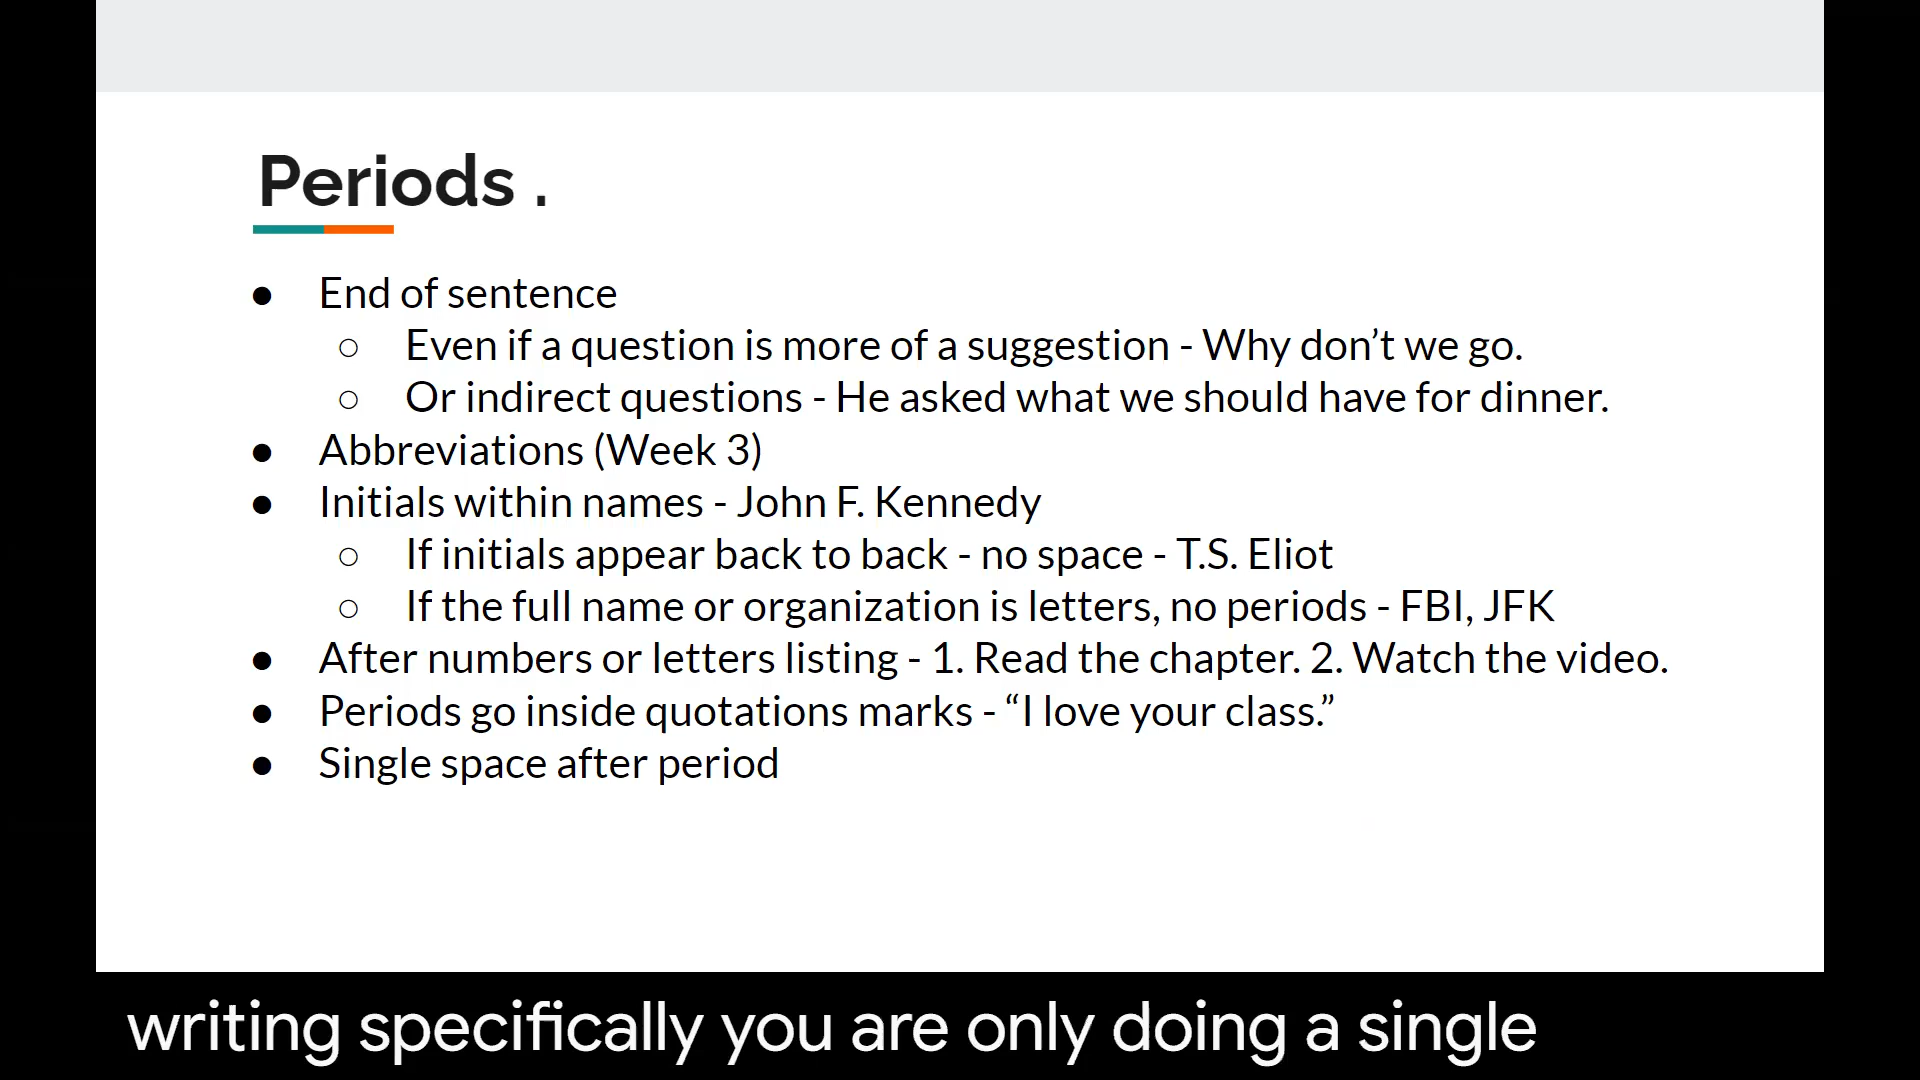 Periods .
● End of sentence
○ Even if a question is more of a suggestion - Why don’t we go.
○ Or indirect questions - He asked what we should have for dinner.
● Abbreviations (Week 3)
● Initials within names - John F. Kennedy
○ If initials appear back to back - no space - T.S. Eliot
○ If the full name or organization is letters, no periods - FBI, JFK
● After numbers or letters listing - 1. Read the chapter. 2. Watch the video.
● Periods go inside quotations marks - “I love your class.”
● Single space after period
writing specifically you are only doing a single